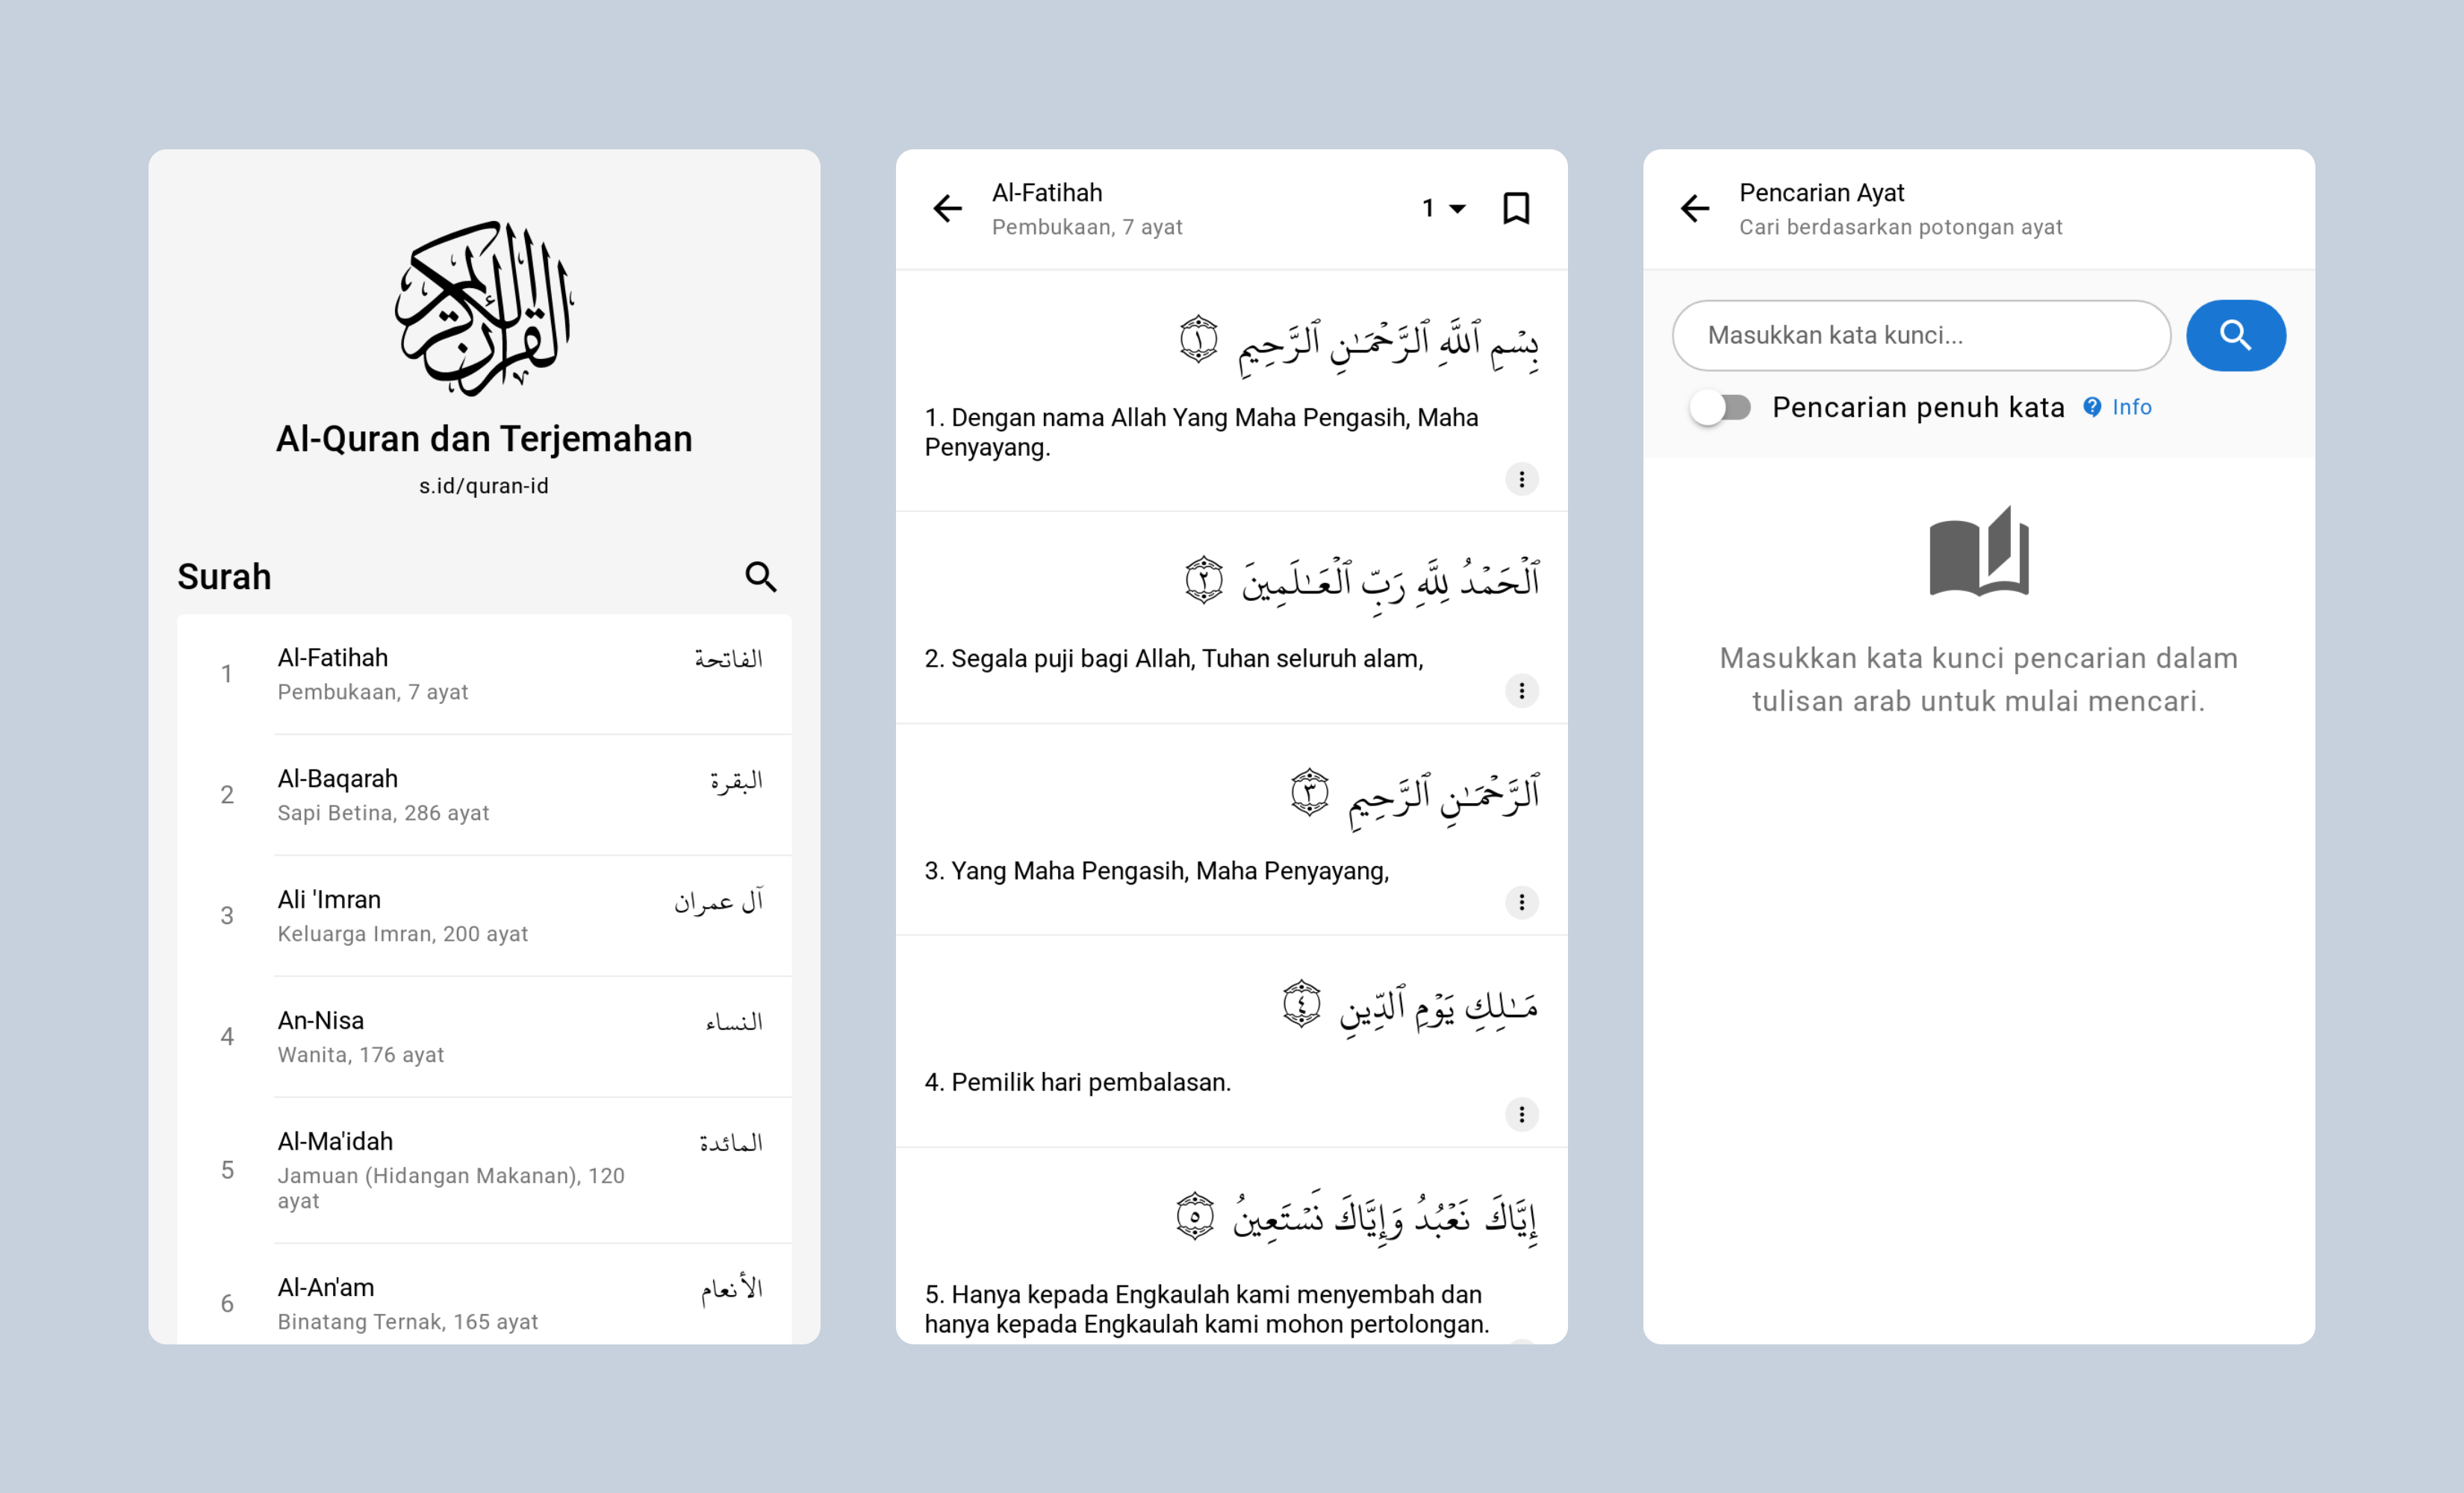 القرآن الكريم
Al-Quran dan Terjemahan
s.id/quran-id
Surah
1
Al-Fatihah
الفاتحة
Pembukaan, 7 ayat
2
Al-Baqarah
البقرة
Sapi Betina, 286 ayat
3
Ali 'Imran
آل عمران
Keluarga Imran, 200 ayat
4
An-Nisa
النساء
Wanita, 176 ayat
5
Al-Ma'idah
المائدة
Jamuan (Hidangan Makanan), 120
ayat
6
Al-An'am
الأنعام
Binatang Ternak, 165 ayat
Al-Fatihah
Pembukaan, 7 ayat
1
بِسْمِ ٱللَّهِ ٱلرَّحْمَـٰنِ ٱلرَّحِيمِ ١
1. Dengan nama Allah Yang Maha Pengasih, Maha
Penyayang.
ٱلْحَمْدُ لِلَّهِ رَبِّ ٱلْعَـٰلَمِينَ ٢
2. Segala puji bagi Allah, Tuhan seluruh alam,
ٱلرَّحْمَـٰنِ ٱلرَّحِيمِ ٣
3. Yang Maha Pengasih, Maha Penyayang,
مَـٰلِكِ يَوْمِ ٱلدِّينِ ٤
4. Pemilik hari pembalasan.
إِيَّاكَ نَعْبُدُ وَإِيَّاكَ نَسْتَعِينُ ٥
5. Hanya kepada Engkaulah kami menyembah dan
hanya kepada Engkaulah kami mohon pertolongan.
Pencarian Ayat
Cari berdasarkan potongan ayat
Masukkan kata kunci...
Pencarian penuh kata
Info
Masukkan kata kunci pencarian dalam
tulisan arab untuk mulai mencari.